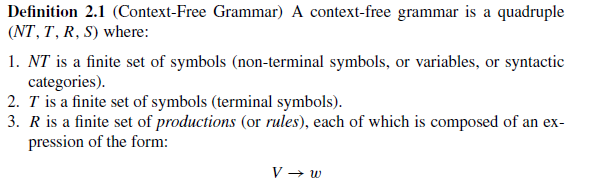 Definition 2.1 (Context-Free Grammar) A context-free grammar is a quadruple
(NT, T, R, S) where:
1. NT is a finite set of symbols (non-terminal symbols, or variables, or syntactic
categories).
2. T is a finite set of symbols (terminal symbols).
3. R is a finite set of productions (or rules), each of which is composed of an ex-
pression of the form:
V → w